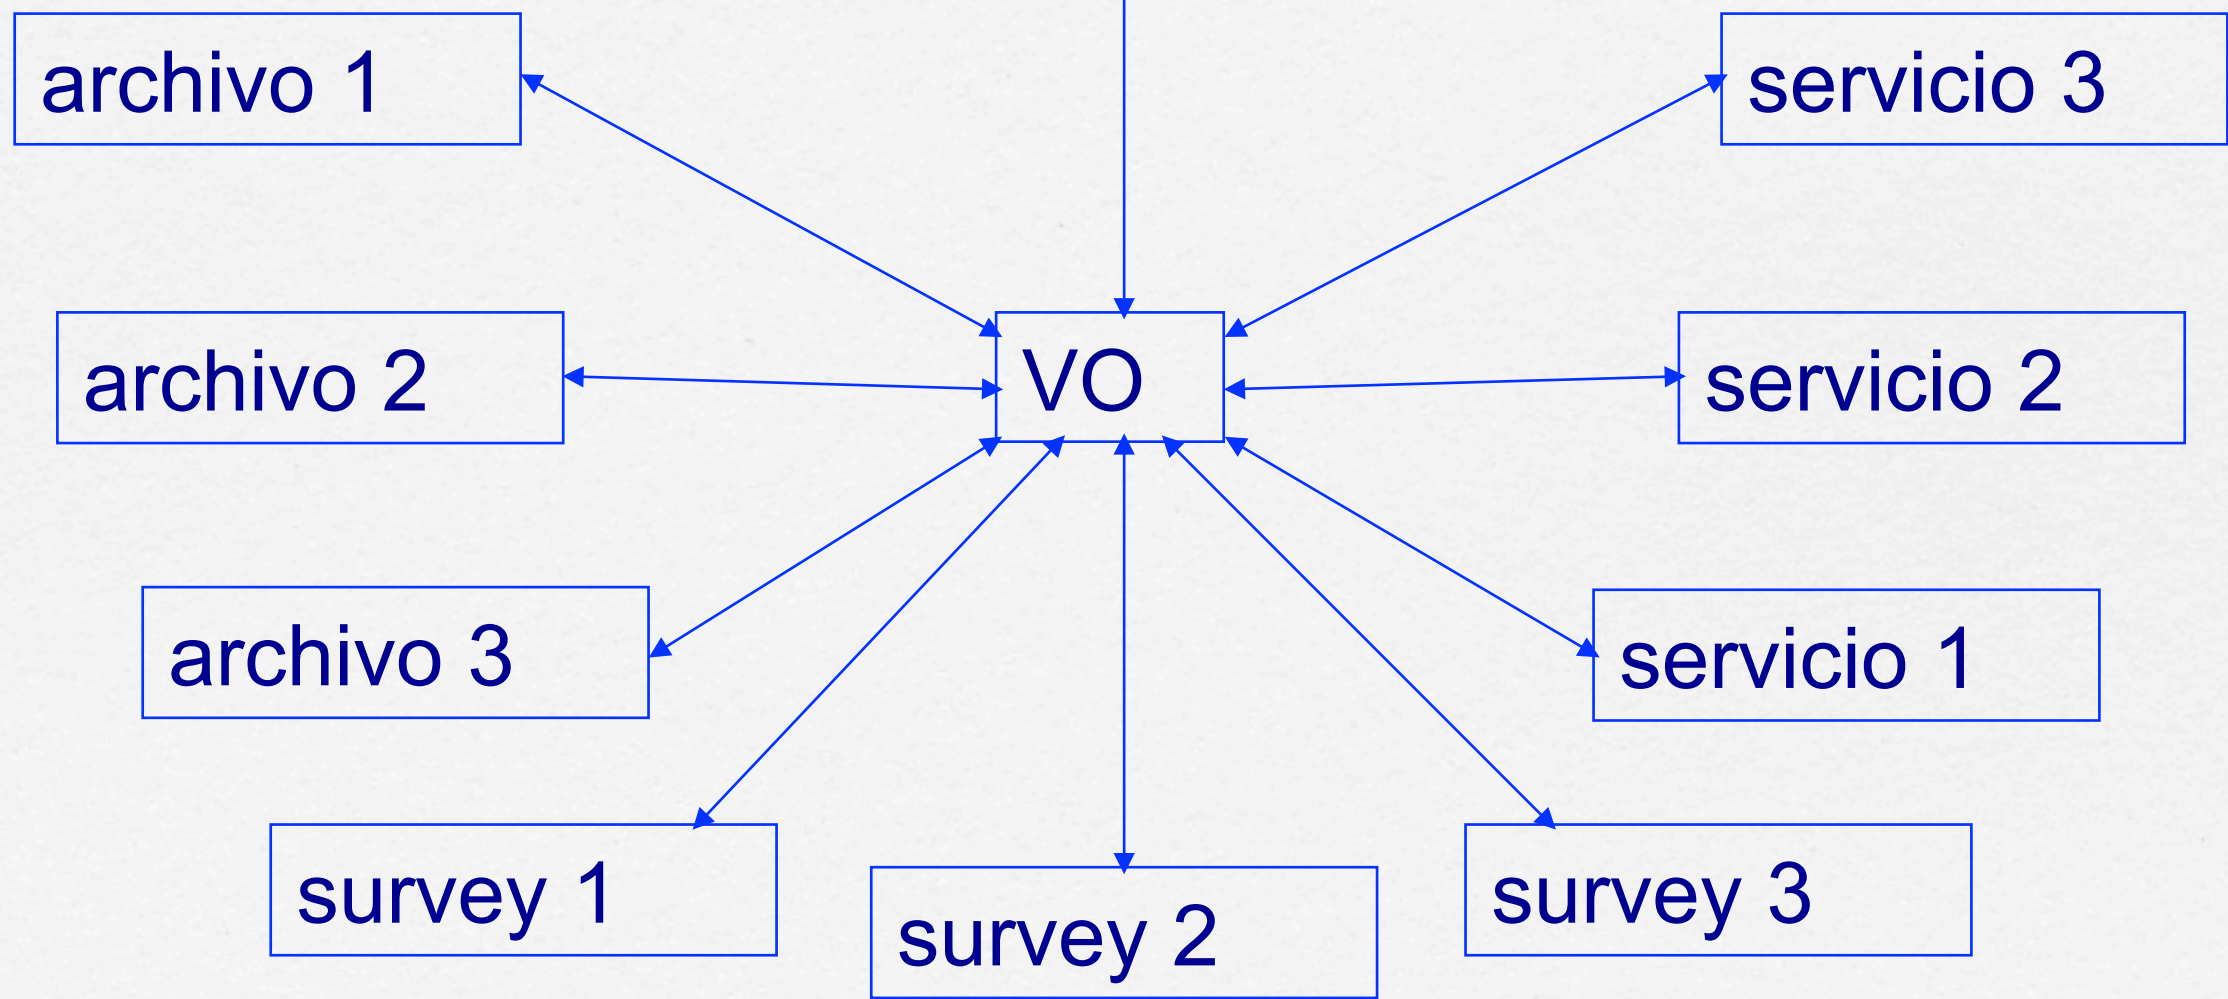 archivo 1
servicio 3
archivo 2
VO
servicio 2
archivo 3
servicio 1
survey 1
survey 2
survey 3